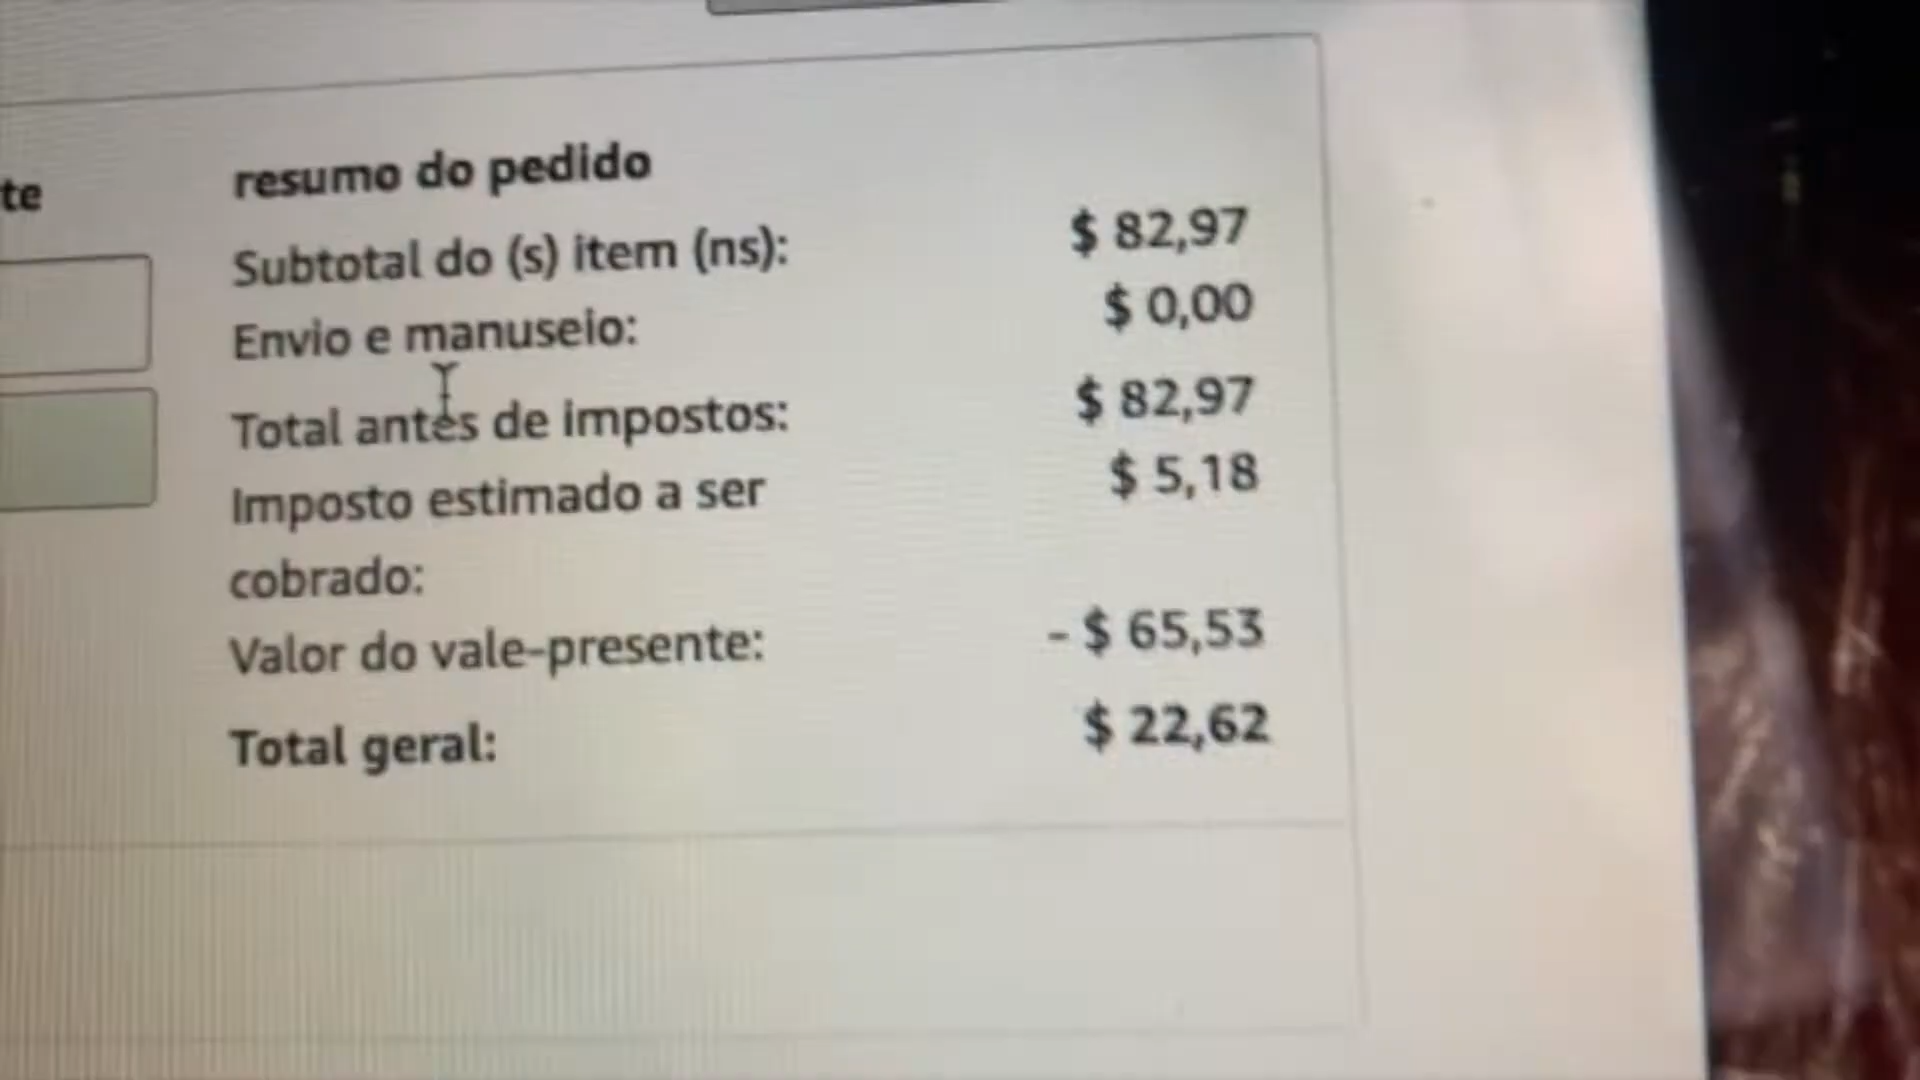 te
resumo do pedido
Subtotal do (s) item (ns): $ 82,97
Envio e manuseio: $ 0,00
Total antes de impostos: $ 82,97
Imposto estimado a ser $ 5,18
cobrado:
Valor do vale-presente: - $ 65,53
Total geral: $ 22,62